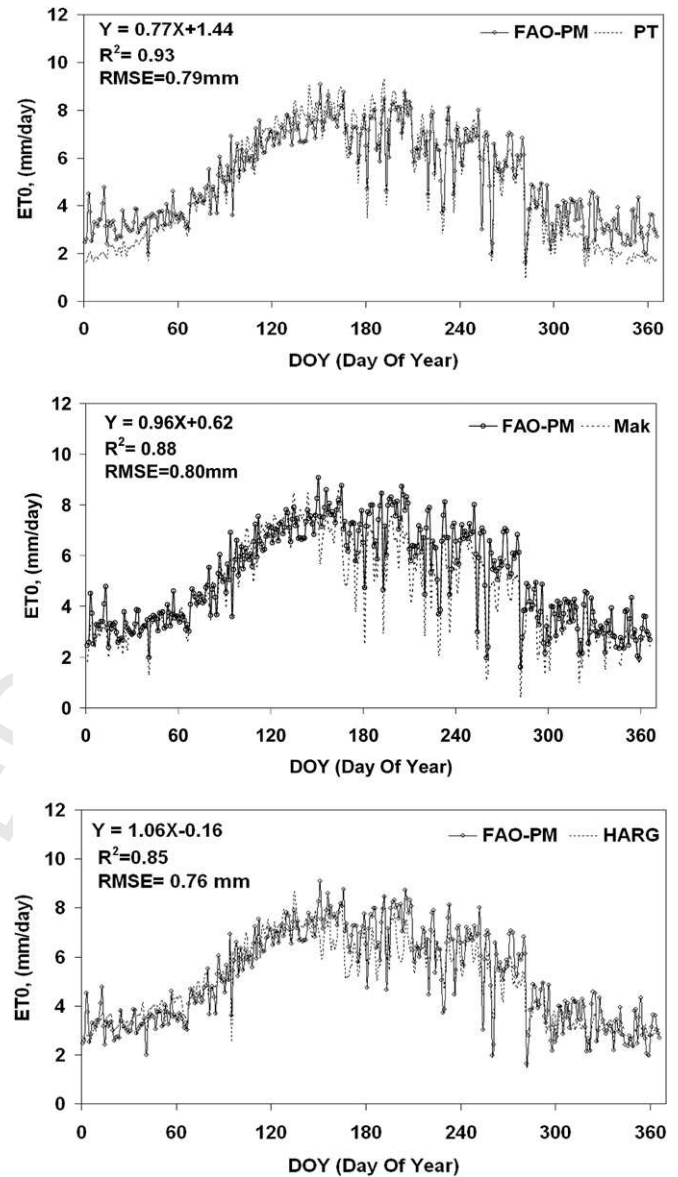 Y = 0.77X+1.44
R²= 0.93
RMSE=0.79mm
FAO-PM PT
ET0, (mm/day)
12
10
8
6
4
2
0
0 60 120 180 240 300 360
DOY (Day Of Year)
Y = 0.96X+0.62
R²= 0.88
RMSE=0.80mm
FAO-PM Mak
ET0, (mm/day)
12
10
8
6
4
2
0
0 60 120 180 240 300 360
DOY (Day Of Year)
Y = 1.06X-0.16
R²=0.85
RMSE= 0.76 mm
FAO-PM HARG
ET0, (mm/day)
12
10
8
6
4
2
0
0 60 120 180 240 300 360
DOY (Day Of Year)